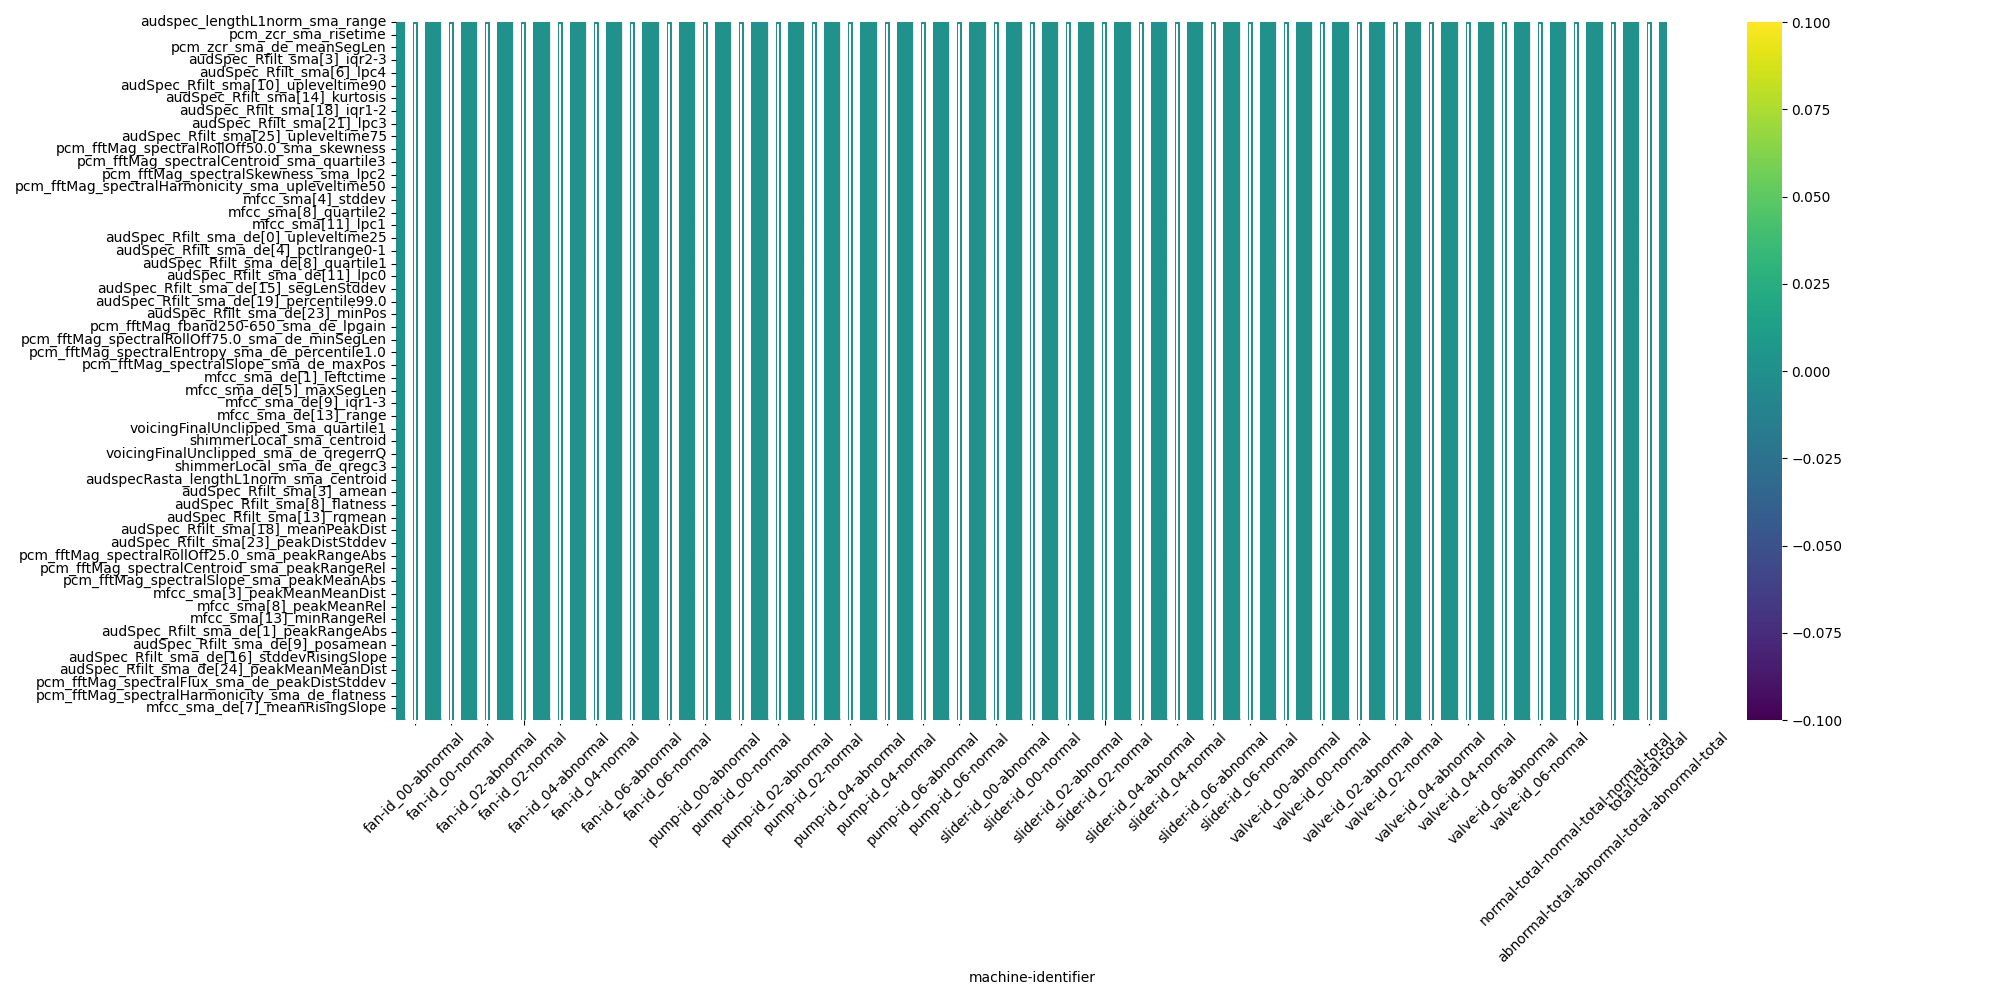 audspec_lengthL1norm_sma_range
pcm_zcr_sma_risetime
pcm_zcr_sma_de_meanSegLen
audSpec_Rfilt_sma[3]_iqr2-3
audSpec_Rfilt_sma[6]_lpc4
audSpec_Rfilt_sma[10]_upleveltime90
audSpec_Rfilt_sma[14]_kurtosis
audSpec_Rfilt_sma[18]_iqr1-2
audSpec_Rfilt_sma[21]_lpc3
audSpec_Rfilt_sma[25]_upleveltime75
pcm_fftMag_spectralRollOff50.0_sma_skewness
pcm_fftMag_spectralCentroid_sma_quartile3
pcm_fftMag_spectralSkewness_sma_lpc2
pcm_fftMag_spectralHarmonicity_sma_upleveltime50
mfcc_sma[4]_stddev
mfcc_sma[8]_quartile2
mfcc_sma[11]_lpc1
audSpec_Rfilt_sma_de[0]_upleveltime25
audSpec_Rfilt_sma_de[4]_pctlrange0-1
audSpec_Rfilt_sma_de[8]_quartile1
audSpec_Rfilt_sma_de[11]_lpc0
audSpec_Rfilt_sma_de[15]_segLenStddev
audSpec_Rfilt_sma_de[19]_percentile99.0
audSpec_Rfilt_sma_de[23]_minPos
pcm_fftMag_fband250-650_sma_de_lpgain
pcm_fftMag_spectralRollOff75.0_sma_de_minSegLen
pcm_fftMag_spectralEntropy_sma_de_percentile1.0
pcm_fftMag_spectralSlope_sma_de_maxPos
mfcc_sma_de[1]_leftctime
mfcc_sma_de[5]_maxSegLen
mfcc_sma_de[9]_iqr1-3
mfcc_sma_de[13]_range
voicingFinalUnclipped_sma_quartile1
shimmerLocal_sma_centroid
voicingFinalUnclipped_sma_de_qregerrQ
shimmerLocal_sma_de_qregc3
audspecRasta_lengthL1norm_sma_centroid
audSpec_Rfilt_sma[3]_amean
audSpec_Rfilt_sma[8]_flatness
audSpec_Rfilt_sma[13]_rqmean
audSpec_Rfilt_sma[18]_meanPeakDist
audSpec_Rfilt_sma[23]_peakDistStddev
pcm_fftMag_spectralRollOff25.0_sma_peakRangeAbs
pcm_fftMag_spectralCentroid_sma_peakRangeRel
pcm_fftMag_spectralSlope_sma_peakMeanAbs
mfcc_sma[3]_peakMeanMeanDist
mfcc_sma[8]_peakMeanRel
mfcc_sma[13]_minRangeRel
audSpec_Rfilt_sma_de[1]_peakRangeAbs
audSpec_Rfilt_sma_de[9]_posamean
audSpec_Rfilt_sma_de[16]_stddevRisingSlope
audSpec_Rfilt_sma_de[24]_peakMeanMeanDist
pcm_fftMag_spectralFlux_sma_de_peakDistStddev
pcm_fftMag_spectralHarmonicity_sma_de_flatness
mfcc_sma_de[7]_meanRisingSlope
fan-id_00-abnormal
fan-id_00-normal
fan-id_02-abnormal
fan-id_02-normal
fan-id_04-abnormal
fan-id_04-normal
fan-id_06-abnormal
fan-id_06-normal
pump-id_00-abnormal
pump-id_00-normal
pump-id_02-abnormal
pump-id_02-normal
pump-id_04-abnormal
pump-id_04-normal
pump-id_06-abnormal
pump-id_06-normal
slider-id_00-abnormal
slider-id_00-normal
slider-id_02-abnormal
slider-id_02-normal
slider-id_04-abnormal
slider-id_04-normal
slider-id_06-abnormal
slider-id_06-normal
valve-id_00-abnormal
valve-id_00-normal
valve-id_02-abnormal
valve-id_02-normal
valve-id_04-abnormal
valve-id_04-normal
valve-id_06-abnormal
valve-id_06-normal
normal-total-normal-total-normal-total
total-total
abnormal-total-abnormal-total-abnormal-total
machine-identifier
0.100
0.075
0.050
0.025
0.000
−0.025
−0.050
−0.075
−0.100